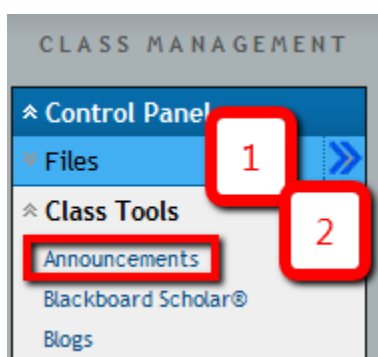 CLASS MANAGEMENT
Control Panel
1
Files
2
Class Tools
Announcements
Blackboard Scholar®
Blogs